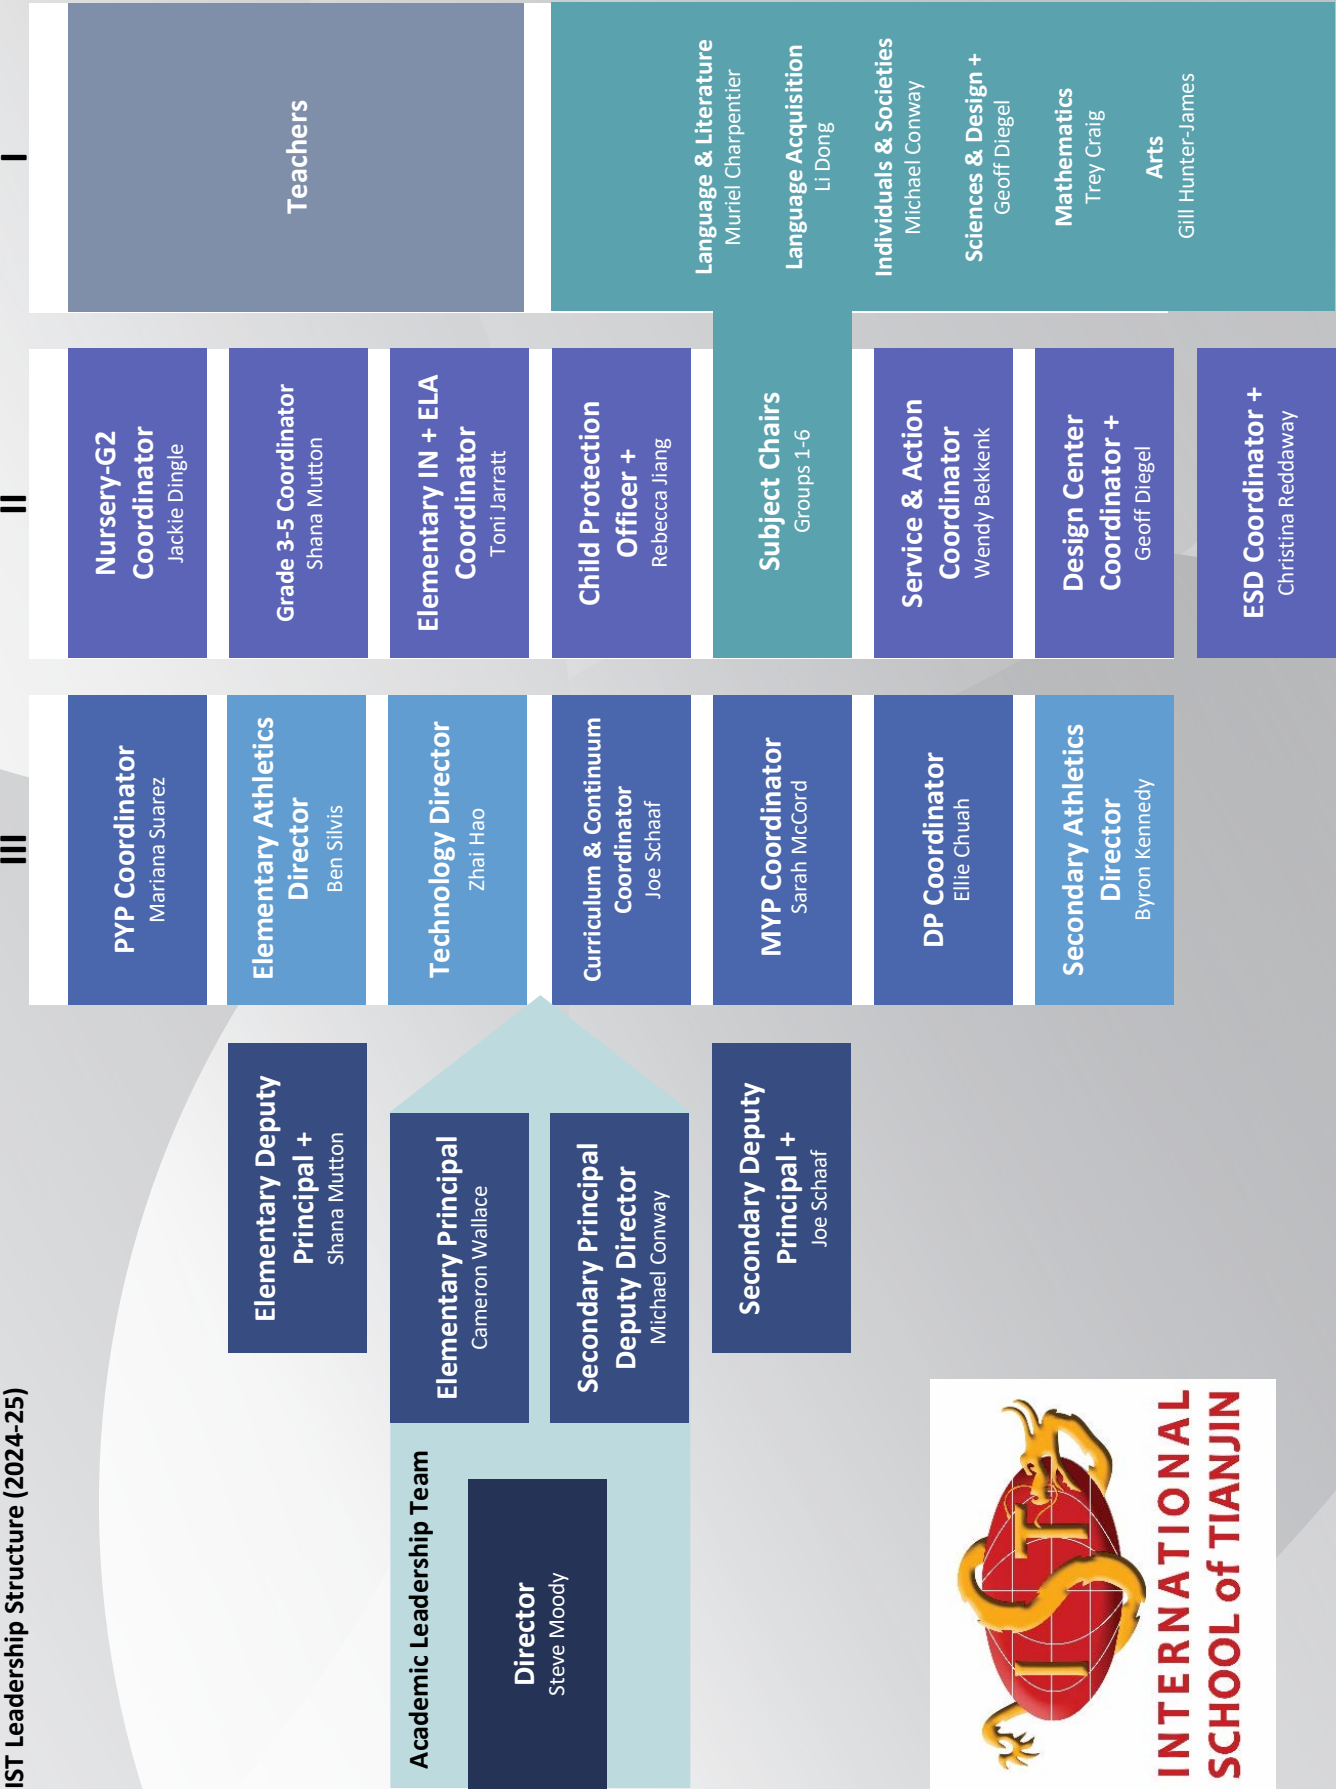 IST Leadership Structure (2024-25)
Academic Leadership Team
Director
Steve Moody
Elementary Deputy
Principal +
Shana Mutton
Elementary Principal
Cameron Wallace
Secondary Principal
Deputy Director
Michael Conway
Secondary Deputy
Principal +
Joe Schaaf
III
PYP Coordinator
Mariana Suarez
Elementary Athletics
Director
Ben Silvis
Technology Director
Zhai Hao
Curriculum & Continuum
Coordinator
Joe Schaaf
MYP Coordinator
Sarah McCord
DP Coordinator
Ellie Chuah
Secondary Athletics
Director
Byron Kennedy
II
Nursery-G2
Coordinator
Jackie Dingle
Grade 3-5 Coordinator
Shana Mutton
Elementary IN + ELA
Coordinator
Toni Jarratt
Child Protection
Officer +
Rebecca Jiang
Subject Chairs
Groups 1-6
Service & Action
Coordinator
Wendy Bekkenk
Design Center
Coordinator +
Geoff Diegel
ESD Coordinator +
Christina Reddaway
I
Teachers
Language & Literature
Muriel Charpentier
Language Acquisition
Li Dong
Individuals & Societies
Michael Conway
Sciences & Design +
Geoff Diegel
Mathematics
Trey Craig
Arts
Gill Hunter-James
IST
INTERNATIONAL
SCHOOL of TIANJIN